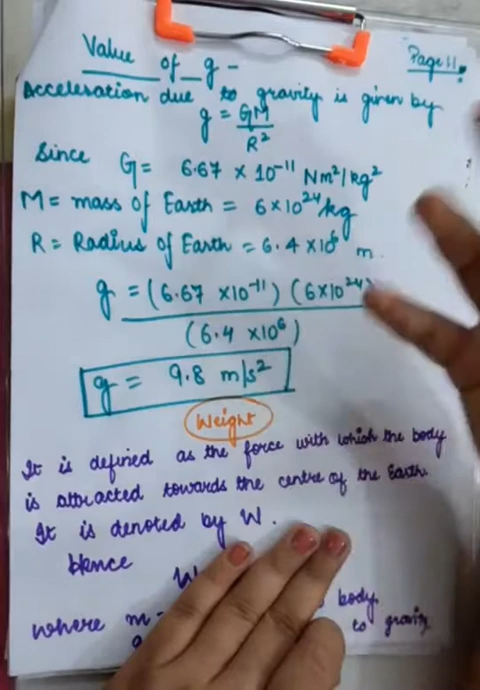 Value of g -
Page 11
Acceleration due to gravity is given by
g = GM
R²
Since G = 6.67 × 10⁻¹¹ Nm²/kg²
M = mass of Earth = 6×10²⁴ kg
R = Radius of Earth = 6.4 ×10⁶ m.
g = (6.67 ×10⁻¹¹) (6×10²⁴)
(6.4 ×10⁶)
g = 9.8 m/s²
Weight
It is defined as the force with which the body
is attracted towards the centre of the Earth.
It is denoted by W.
Hence
W
where m- body.
to gravity